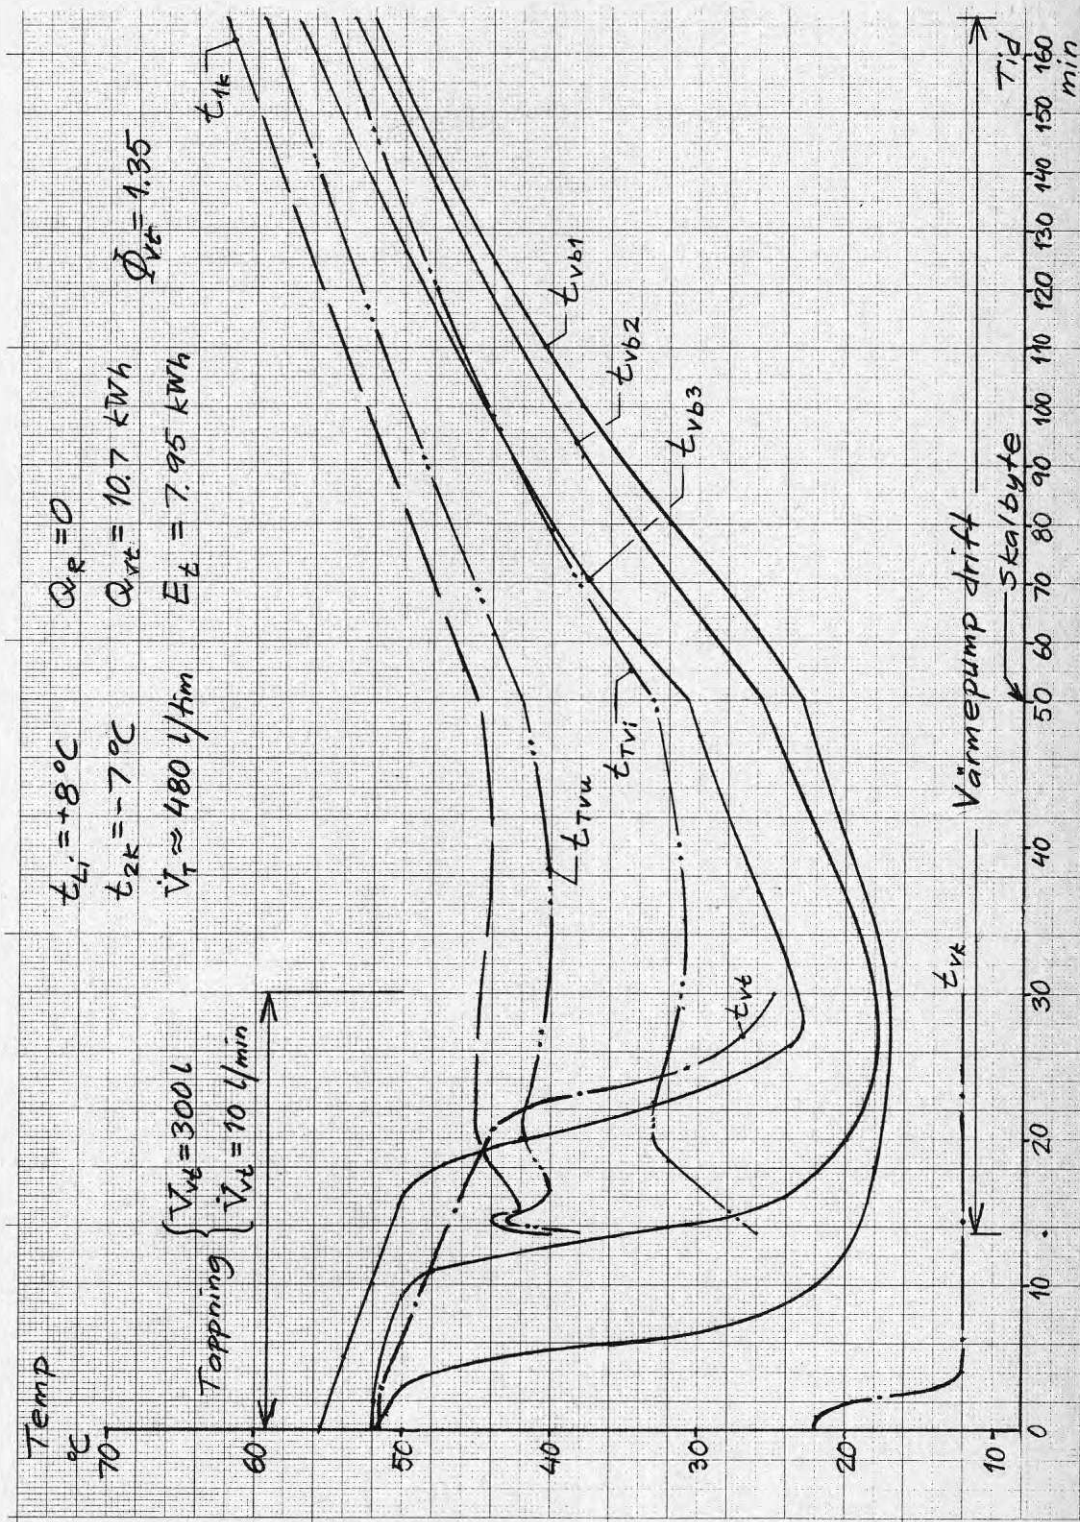 Temp
°C
70
60
50
40
30
20
10
Tappning { V_vt = 300 l
V̇_vt = 10 l/min
t_Li = +8 °C
t_2k = -7 °C
V̇_T ≈ 480 l/tim
Q_R = 0
Q_vt = 10.7 kWh
E_t = 7.95 kWh
Φ_vt = 1.35
t_1k
t_Tvu
t_Tvi
t_vt
t_vb1
t_vb2
t_vb3
t_vk
Värmepump drift
Skalbyte
0 10 20 30 40 50 60 70 80 90 100 110 120 130 140 150 160
Tid
min